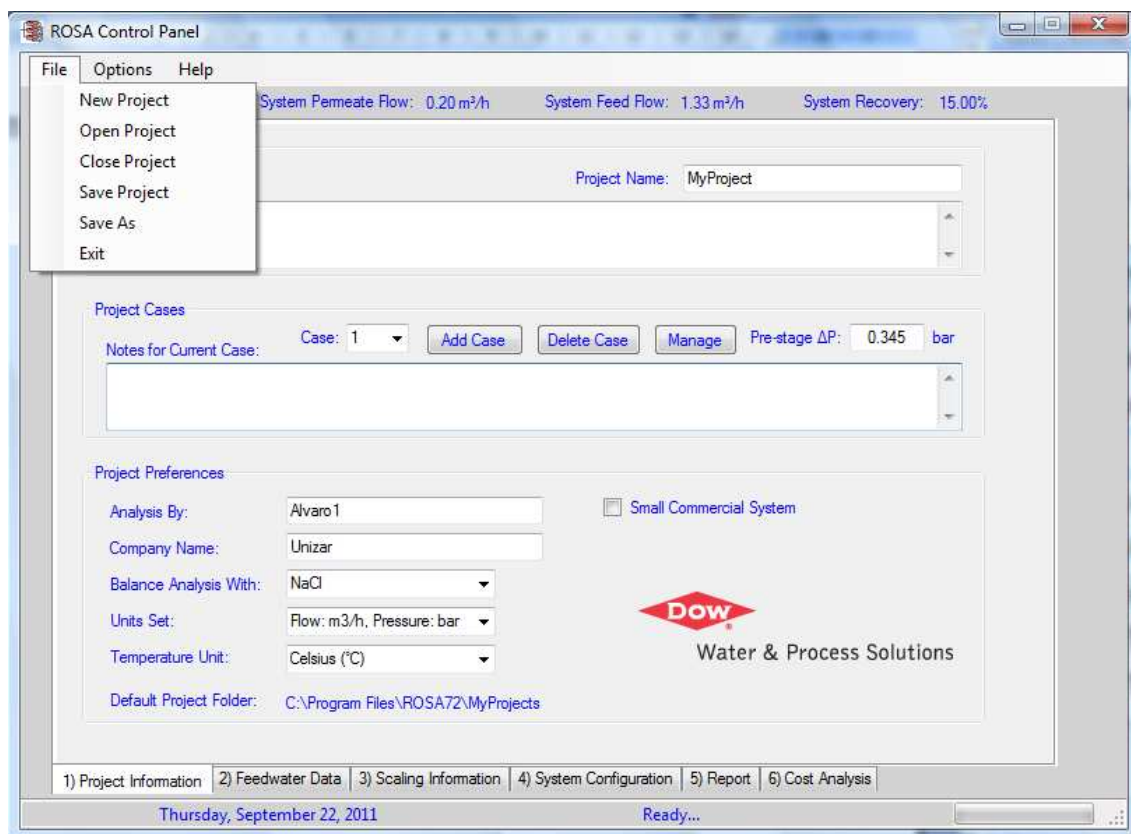 ROSA Control Panel
File Options Help
New Project
Open Project
Close Project
Save Project
Save As
Exit
System Permeate Flow: 0.20 m³/h System Feed Flow: 1.33 m³/h System Recovery: 15.00%
Project Name: MyProject
Project Cases
Case: 1 Add Case Delete Case Manage Pre-stage ΔP: 0.345 bar
Notes for Current Case:
Project Preferences
Analysis By: Alvaro1 Small Commercial System
Company Name: Unizar
Balance Analysis With: NaCl
Units Set: Flow: m3/h, Pressure: bar
Temperature Unit: Celsius (°C)
Default Project Folder: C:\Program Files\ROSA72\MyProjects
DOW®
Water & Process Solutions
1) Project Information 2) Feedwater Data 3) Scaling Information 4) System Configuration 5) Report 6) Cost Analysis
Thursday, September 22, 2011 Ready...